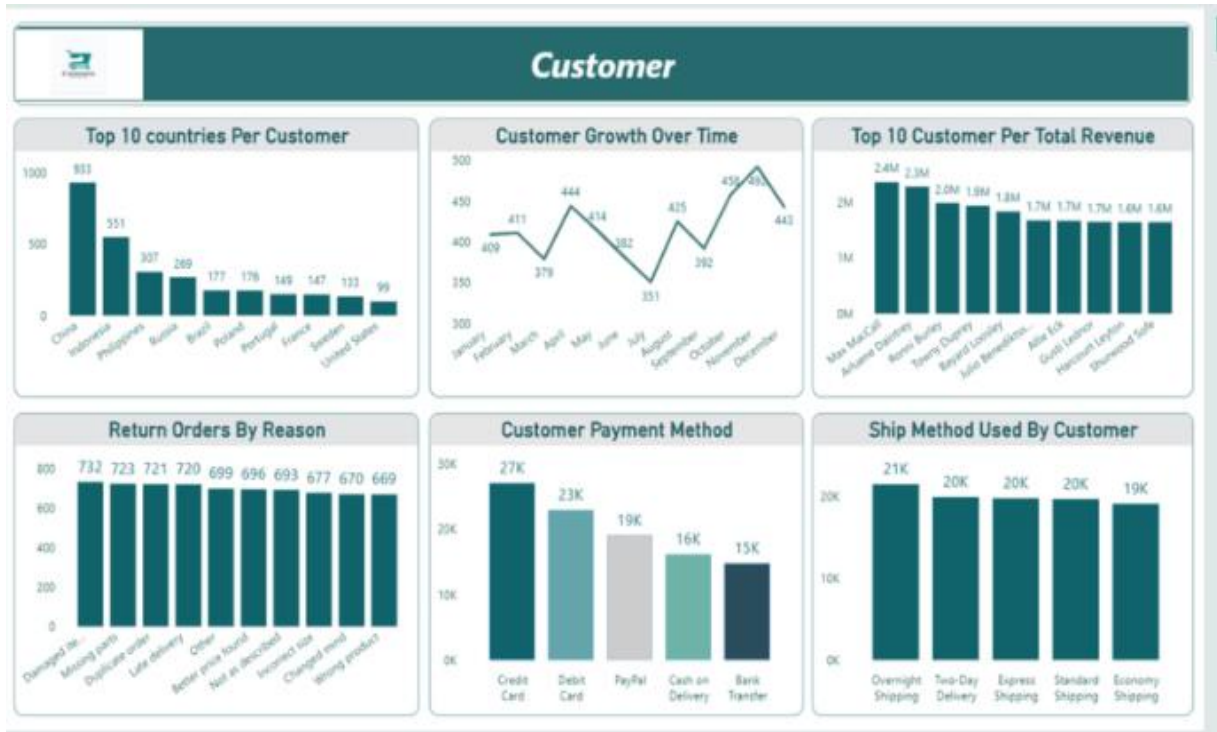 Customer
Top 10 countries Per Customer
1000
500
0
933
551
307
269
177
176
149
147
133
99
China
Indonesia
Philippines
Russia
Brazil
Poland
Portugal
France
Sweden
United States
Customer Growth Over Time
500
450
400
350
300
409
411
379
444
414
382
351
425
392
458
492
443
January
February
March
April
May
June
July
August
September
October
November
December
Top 10 Customer Per Total Revenue
2M
1M
0M
2.4M
2.3M
2.0M
1.9M
1.8M
1.7M
1.7M
1.7M
1.6M
1.6M
Max MacCall
Arluene Daintrey
Ronni Burley
Towny Duprey
Bayard Loosley
Julio Benediktss...
Allie Eck
Gusti Lednor
Harcourt Leyton
Shurwood Sofe
Return Orders By Reason
800
600
400
200
0
732 723 721 720 699 696 693 677 670 669
Damaged ite...
Missing parts
Duplicate order
Late delivery
Other
Better price found
Not as described
Incorrect size
Changed mind
Wrong product
Customer Payment Method
30K
20K
10K
0K
27K
23K
19K
16K
15K
Credit Card
Debit Card
PayPal
Cash on Delivery
Bank Transfer
Ship Method Used By Customer
20K
10K
0K
21K
20K
20K
20K
19K
Overnight Shipping
Two-Day Delivery
Express Shipping
Standard Shipping
Economy Shipping